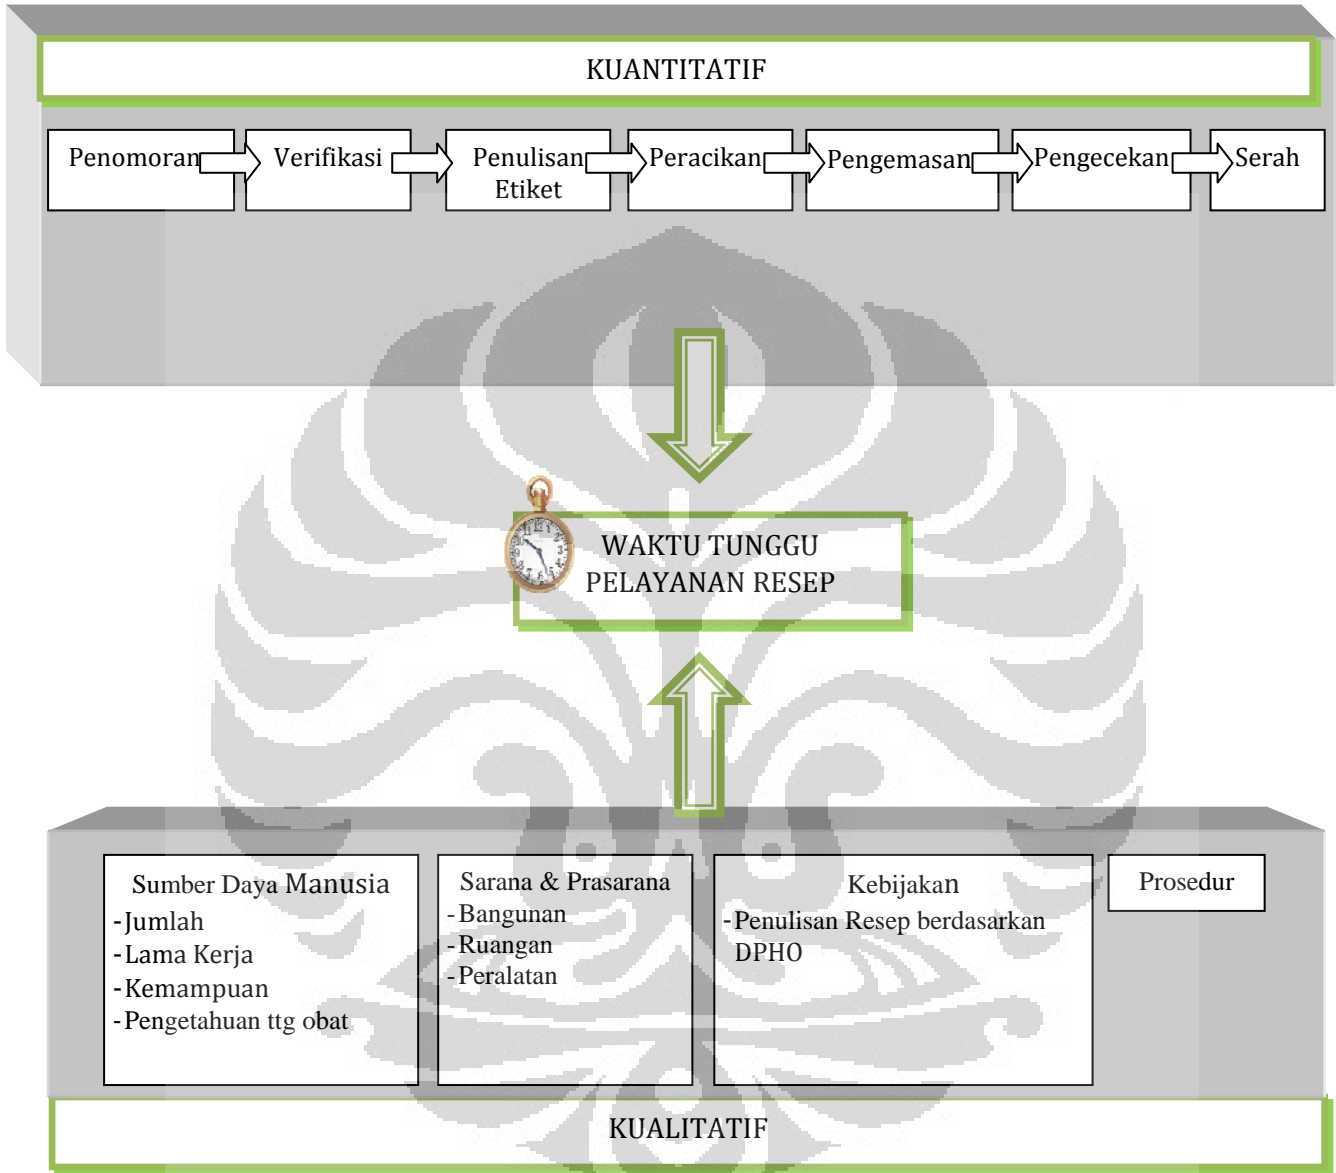 KUANTITATIF
Penomoran
Verifikasi
Penulisan
Etiket
Peracikan
Pengemasan
Pengecekan
Serah
WAKTU TUNGGU
PELAYANAN RESEP
Sumber Daya Manusia
-Jumlah
-Lama Kerja
-Kemampuan
-Pengetahuan ttg obat
Sarana & Prasarana
-Bangunan
-Ruangan
-Peralatan
Kebijakan
-Penulisan Resep berdasarkan
DPHO
Prosedur
KUALITATIF